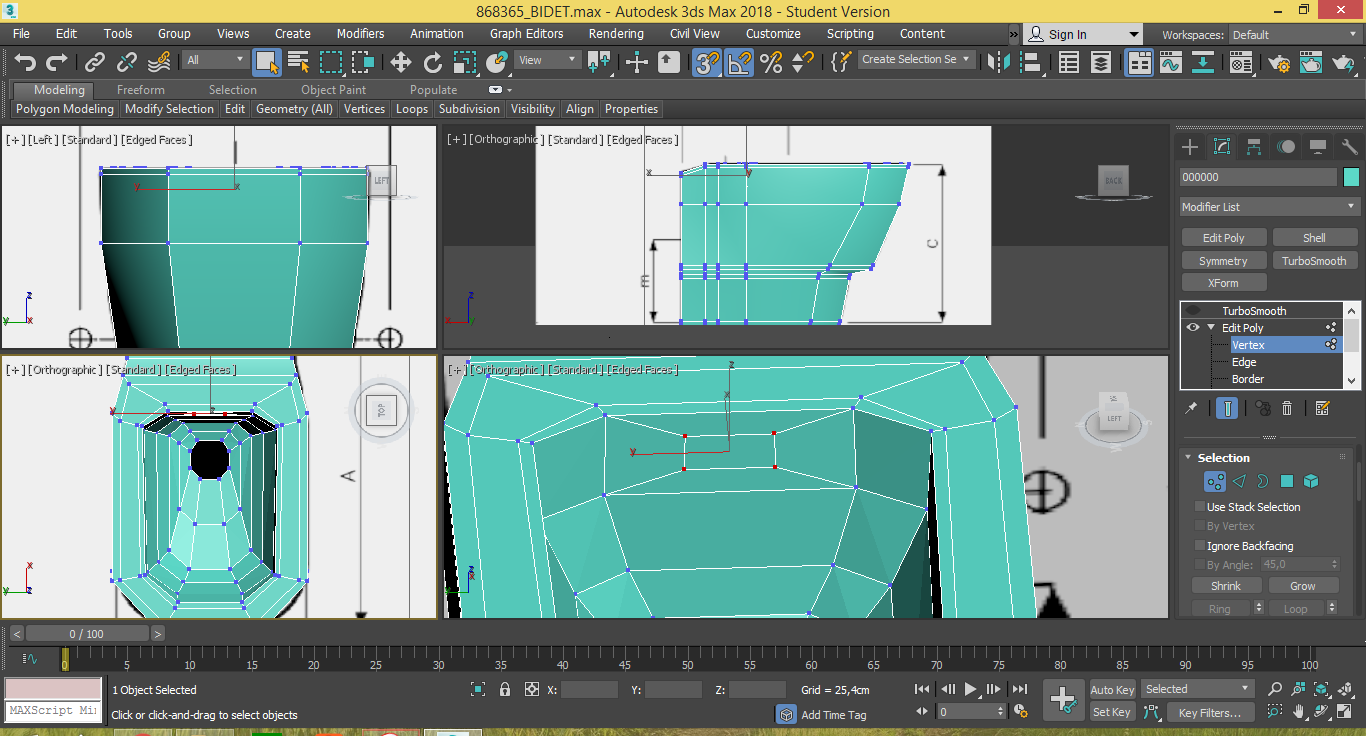 3
868365_BIDET.max - Autodesk 3ds Max 2018 - Student Version
File Edit Tools Group Views Create Modifiers Animation Graph Editors Rendering Civil View Customize Scripting Content » Sign In Workspaces: Default
All View 3 Create Selection Se
Modeling Freeform Selection Object Paint Populate
Polygon Modeling Modify Selection Edit Geometry (All) Vertices Loops Subdivision Visibility Align Properties
[+] [Left] [Standard] [Edged Faces]
LEFT
y x
z
y x
[+] [Orthographic] [Standard] [Edged Faces]
BACK
x y
C
m
z
x y
[+] [Orthographic] [Standard] [Edged Faces]
TOP
y z
A
x
y z
[+] [Orthographic] [Standard] [Edged Faces]
LEFT
z
x
y
z
x
y
000000
Modifier List
Edit Poly Shell
Symmetry TurboSmooth
XForm
TurboSmooth
Edit Poly
Vertex
Edge
Border
Selection
Use Stack Selection
By Vertex
Ignore Backfacing
By Angle: 45,0
Shrink Grow
Ring Loop
< 0 / 100 >
0 5 10 15 20 25 30 35 40 45 50 55 60 65 70 75 80 85 90 95 100
1 Object Selected X: Y: Z: Grid = 25,4cm Auto Key Selected
MAXScript Mi
Click or click-and-drag to select objects Add Time Tag 0 Set Key Key Filters...